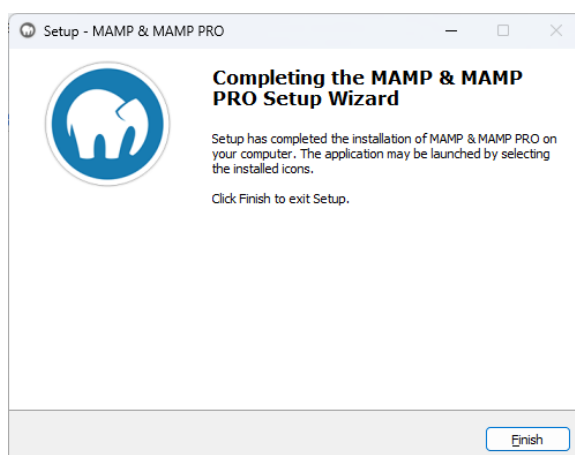 Setup - MAMP & MAMP PRO
Completing the MAMP & MAMP
PRO Setup Wizard
Setup has completed the installation of MAMP & MAMP PRO on
your computer. The application may be launched by selecting
the installed icons.
Click Finish to exit Setup.
Finish